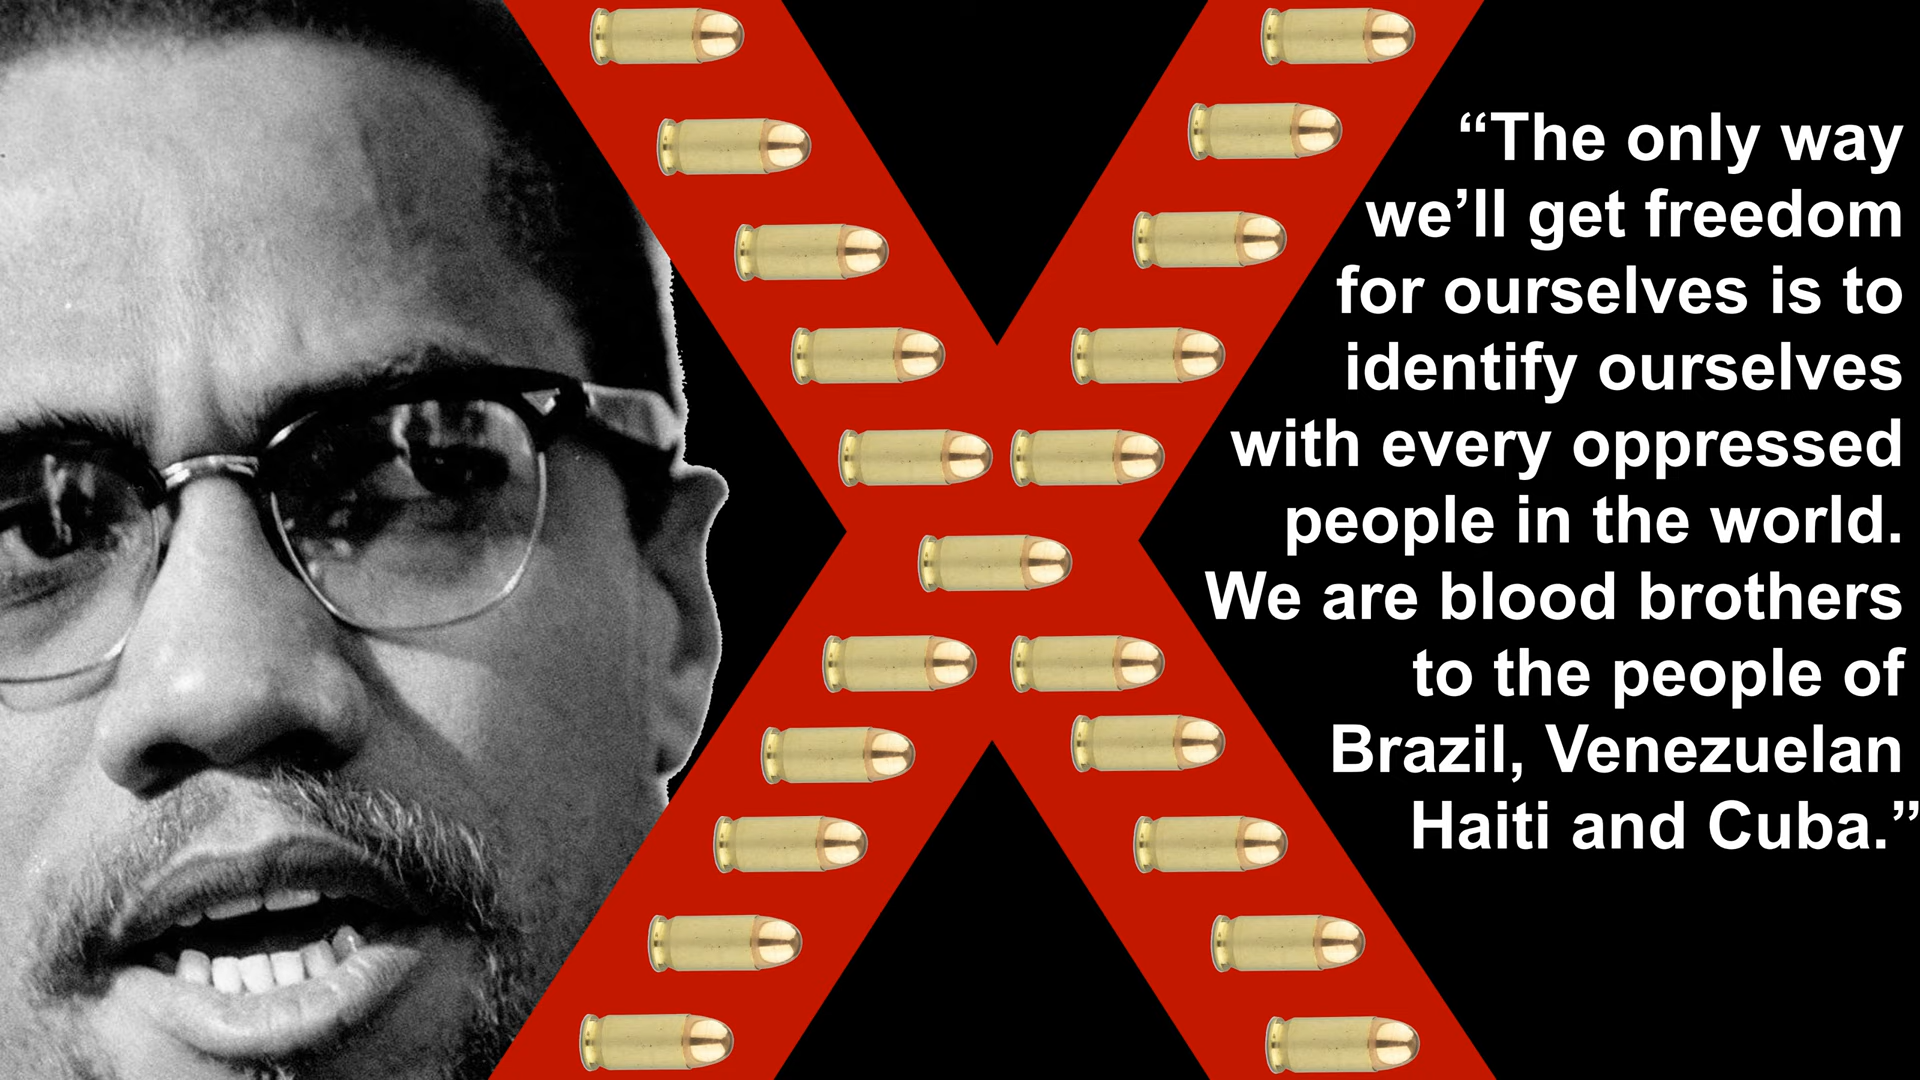 “The only way
we’ll get freedom
for ourselves is to
identify ourselves
with every oppressed
people in the world.
We are blood brothers
to the people of
Brazil, Venezuelan
Haiti and Cuba.”